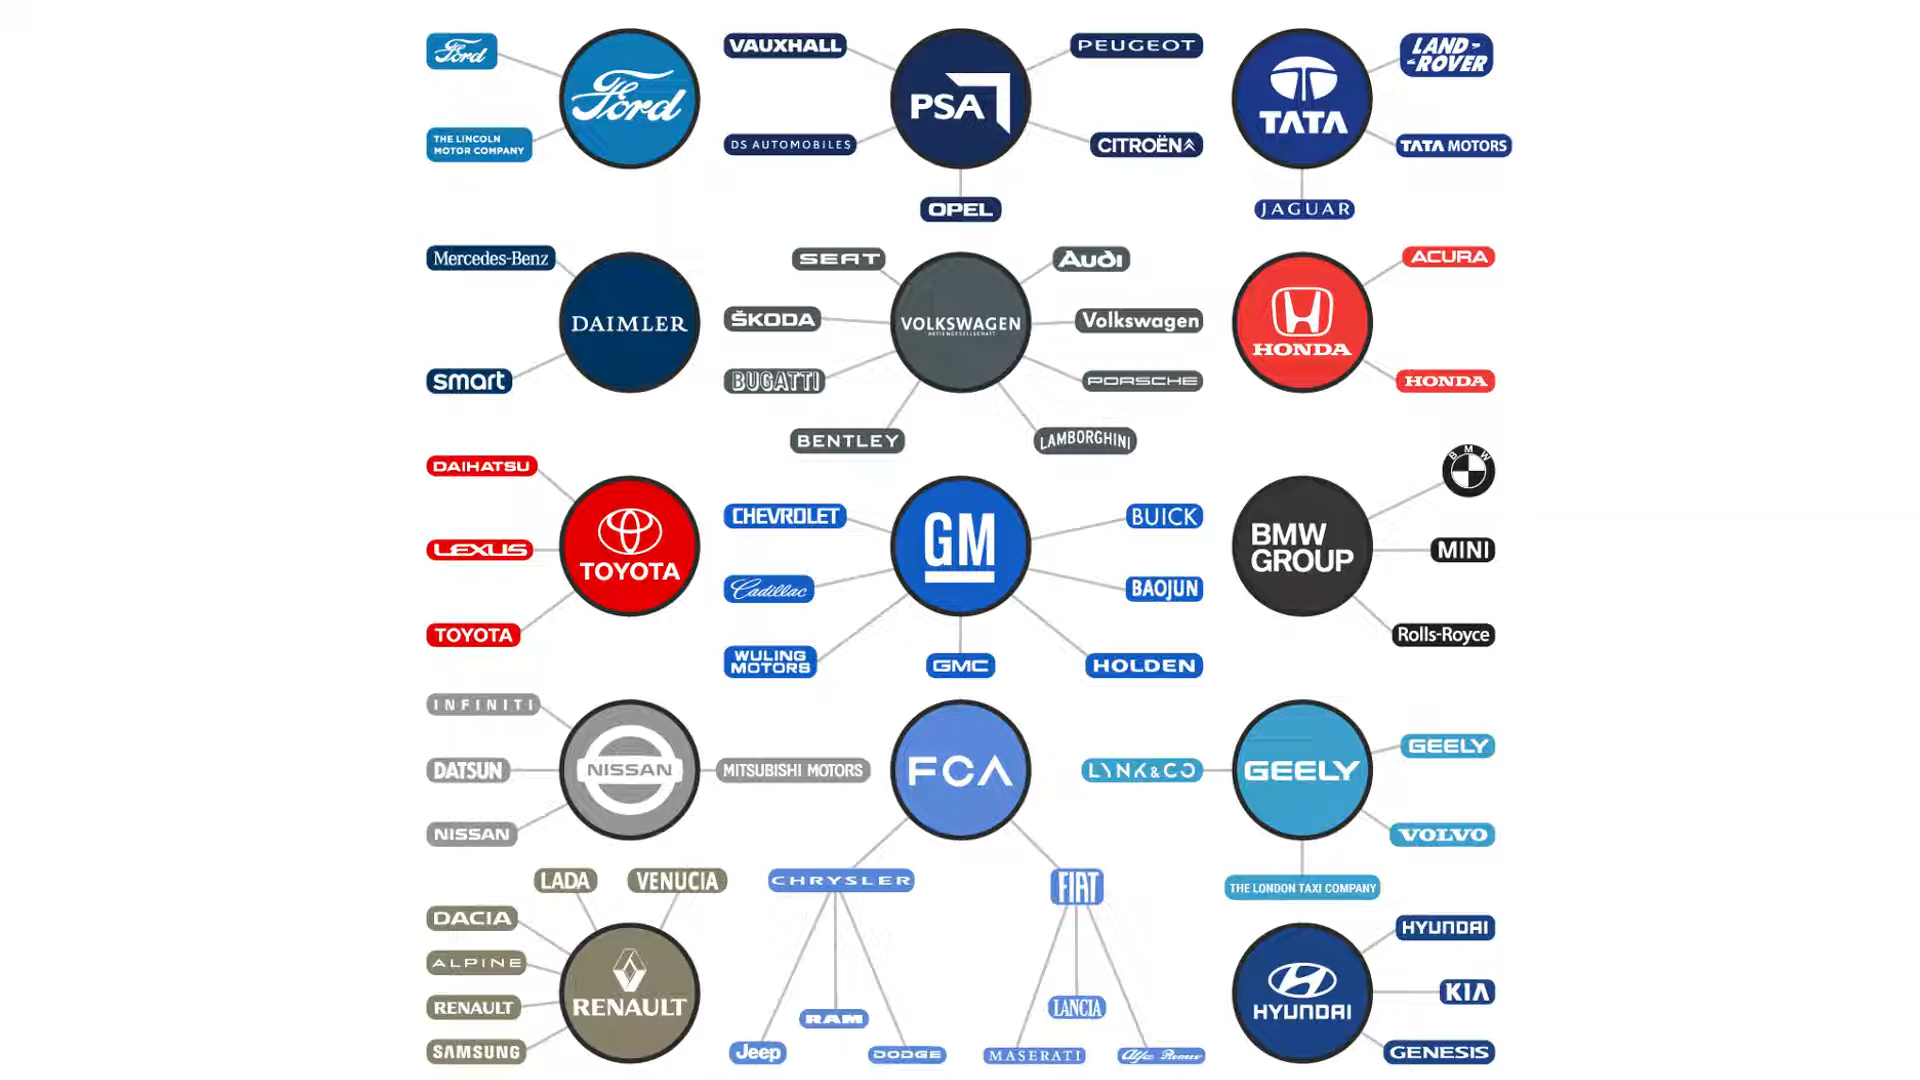 Ford
Ford
THE LINCOLN
MOTOR COMPANY
VAUXHALL
PEUGEOT
PSA
DS AUTOMOBILES
CITROËN
OPEL
LAND
ROVER
TATA
TATA MOTORS
JAGUAR
Mercedes-Benz
DAIMLER
smart
SEAT
Audi
ŠKODA
VOLKSWAGEN
AKTIENGESELLSCHAFT
Volkswagen
BUGATTI
PORSCHE
BENTLEY
LAMBORGHINI
ACURA
HONDA
HONDA
DAIHATSU
LEXUS
TOYOTA
TOYOTA
CHEVROLET
BUICK
GM
Cadillac
BAOJUN
WULING
MOTORS
GMC
HOLDEN
BMW
BMW
GROUP
MINI
Rolls-Royce
INFINITI
DATSUN
NISSAN
MITSUBISHI MOTORS
NISSAN
FCA
CHRYSLER
FIAT
RAM
LANCIA
Jeep
DODGE
MASERATI
Alfa Romeo
GEELY
LYNK & CO
GEELY
VOLVO
THE LONDON TAXI COMPANY
LADA
VENUCIA
DACIA
ALPINE
RENAULT
RENAULT
SAMSUNG
HYUNDAI
HYUNDAI
KIA
GENESIS